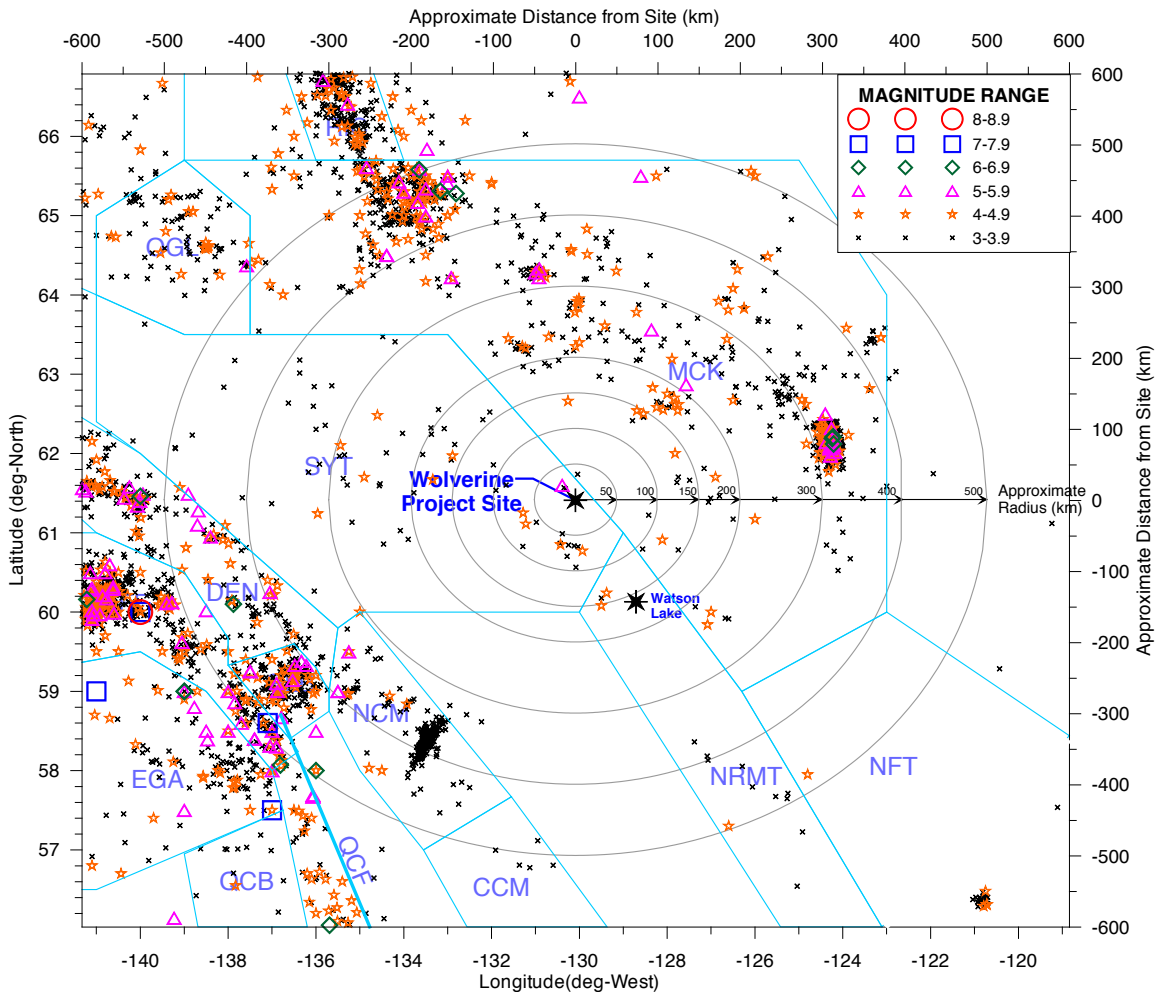 Approximate Distance from Site (km)
-600 -500 -400 -300 -200 -100 0 100 200 300 400 500 600
MAGNITUDE RANGE
8-8.9
7-7.9
6-6.9
5-5.9
4-4.9
3-3.9
66
65
64
63
62
61
60
59
58
57
Latitude (deg-North)
600
500
400
300
200
100
0
-100
-200
-300
-400
-500
-600
Approximate Distance from Site (km)
OGL
MCK
SYT
Wolverine
Project Site
50 100 150 200 300 400 500
Approximate
Radius (km)
DEN
Watson
Lake
NCM
EGA
NRMT
NFT
QCF
QCB
CCM
-140 -138 -136 -134 -132 -130 -128 -126 -124 -122 -120
Longitude(deg-West)